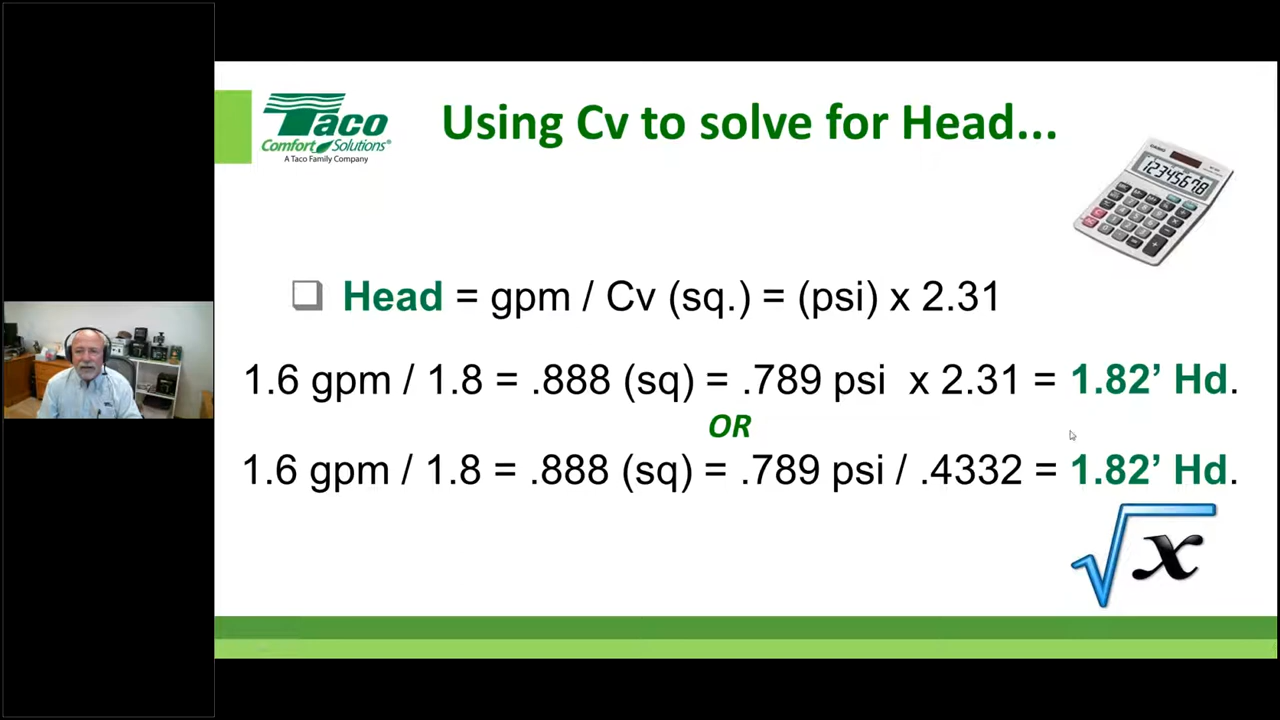 Taco
Comfort Solutions®
A Taco Family Company
Using Cv to solve for Head...
CASIO
12345678
Head = gpm / Cv (sq.) = (psi) x 2.31
1.6 gpm / 1.8 = .888 (sq) = .789 psi x 2.31 = 1.82’ Hd.
OR
1.6 gpm / 1.8 = .888 (sq) = .789 psi / .4332 = 1.82’ Hd.
√x